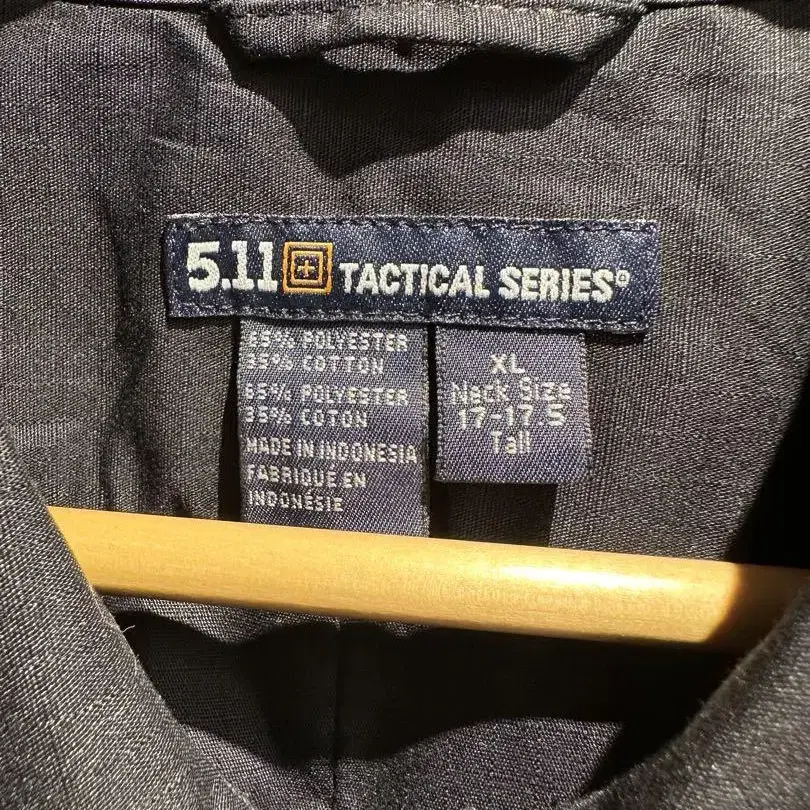 5.11 TACTICAL SERIES®
65% POLYESTER
35% COTTON
65% POLYESTER
35% COTON
MADE IN INDONESIA
FABRIQUE EN
INDONÉSIE
XL
Neck Size
17-17.5
Tall